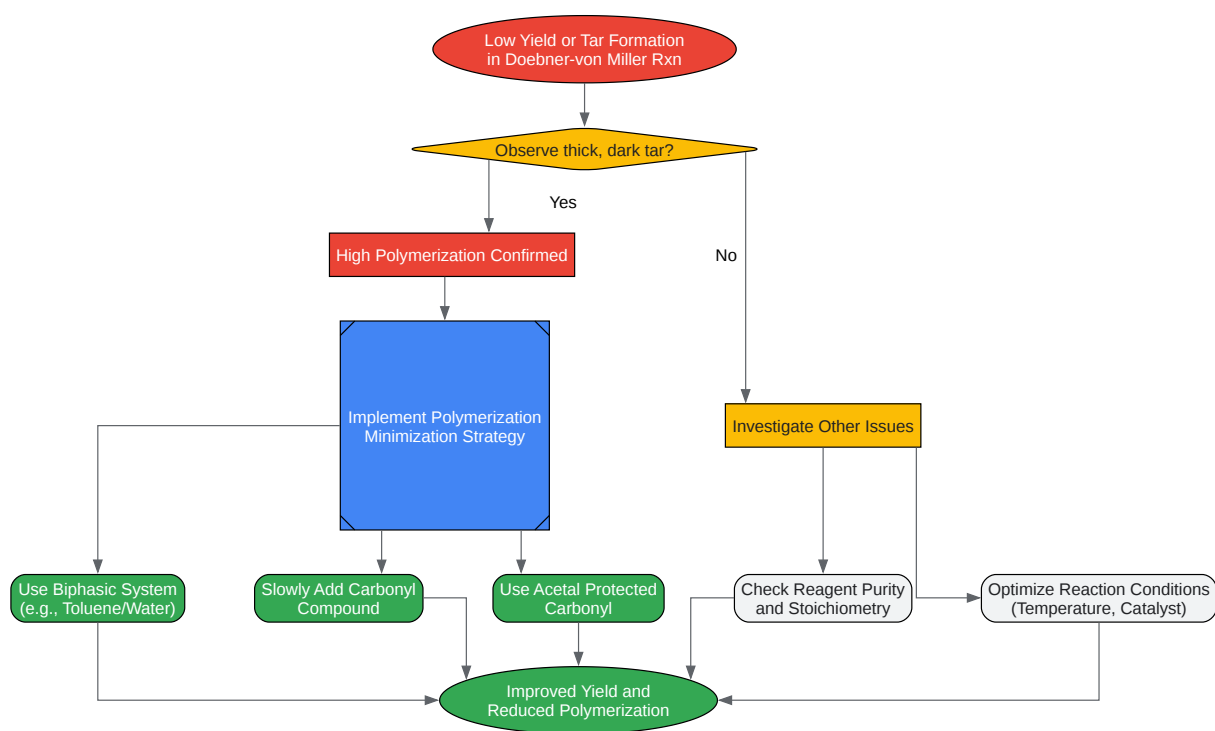 Low Yield or Tar Formation
in Doebner-von Miller Rxn
Observe thick, dark tar?
Yes
No
High Polymerization Confirmed
Implement Polymerization
Minimization Strategy
Investigate Other Issues
Use Biphasic System
(e.g., Toluene/Water)
Slowly Add Carbonyl
Compound
Use Acetal Protected
Carbonyl
Check Reagent Purity
and Stoichiometry
Optimize Reaction Conditions
(Temperature, Catalyst)
Improved Yield and
Reduced Polymerization